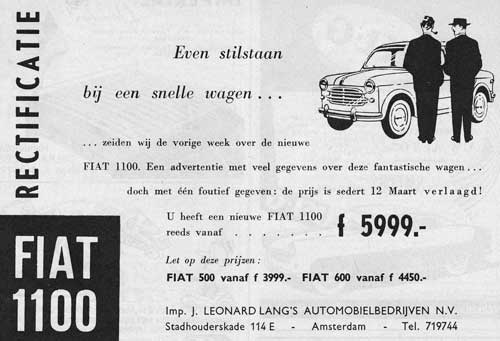 RECTIFICATIE
Even stilstaan
bij een snelle wagen . . .
. . . zeiden wij de vorige week over de nieuwe
FIAT 1100. Een advertentie met veel gegevens over deze fantastische wagen . . .
doch met één foutief gegeven: de prijs is sedert 12 Maart verlaagd!
U heeft een nieuwe FIAT 1100
reeds vanaf . . . . . . . f 5999.-
Let op deze prijzen:
FIAT 500 vanaf f 3999.- FIAT 600 vanaf f 4450.-
FIAT
1100
Imp. J. LEONARD LANG'S AUTOMOBIELBEDRIJVEN N.V.
Stadhouderskade 114 E - Amsterdam - Tel. 719744